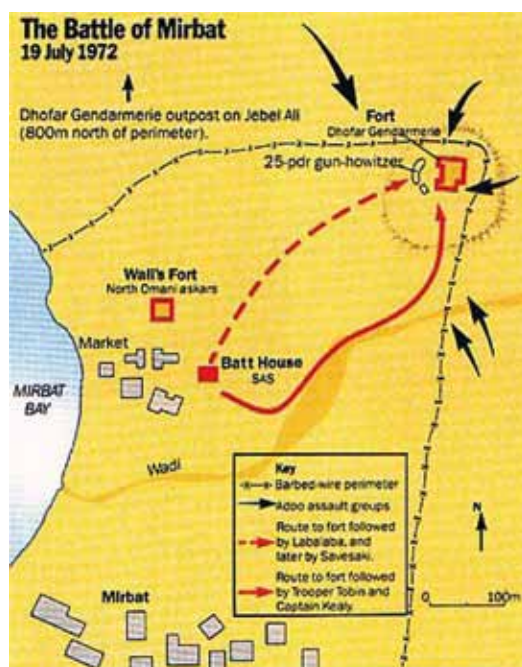 The Battle of Mirbat
19 July 1972
Dhofar Gendarmerie outpost on Jebel Ali
(800m north of perimeter).
Fort
Dhofar Gendarmerie
25-pdr gun-howitzer
Wall's Fort
North Omani askars
Market
Batt House
SAS
MIRBAT
BAY
Wadi
Key
Barbed-wire perimeter
Adoo assault groups
Route to fort followed
by Labalaba, and
later by Savesaki.
Route to fort followed
by Trooper Tobin and
Captain Kealy.
N
0 100m
Mirbat